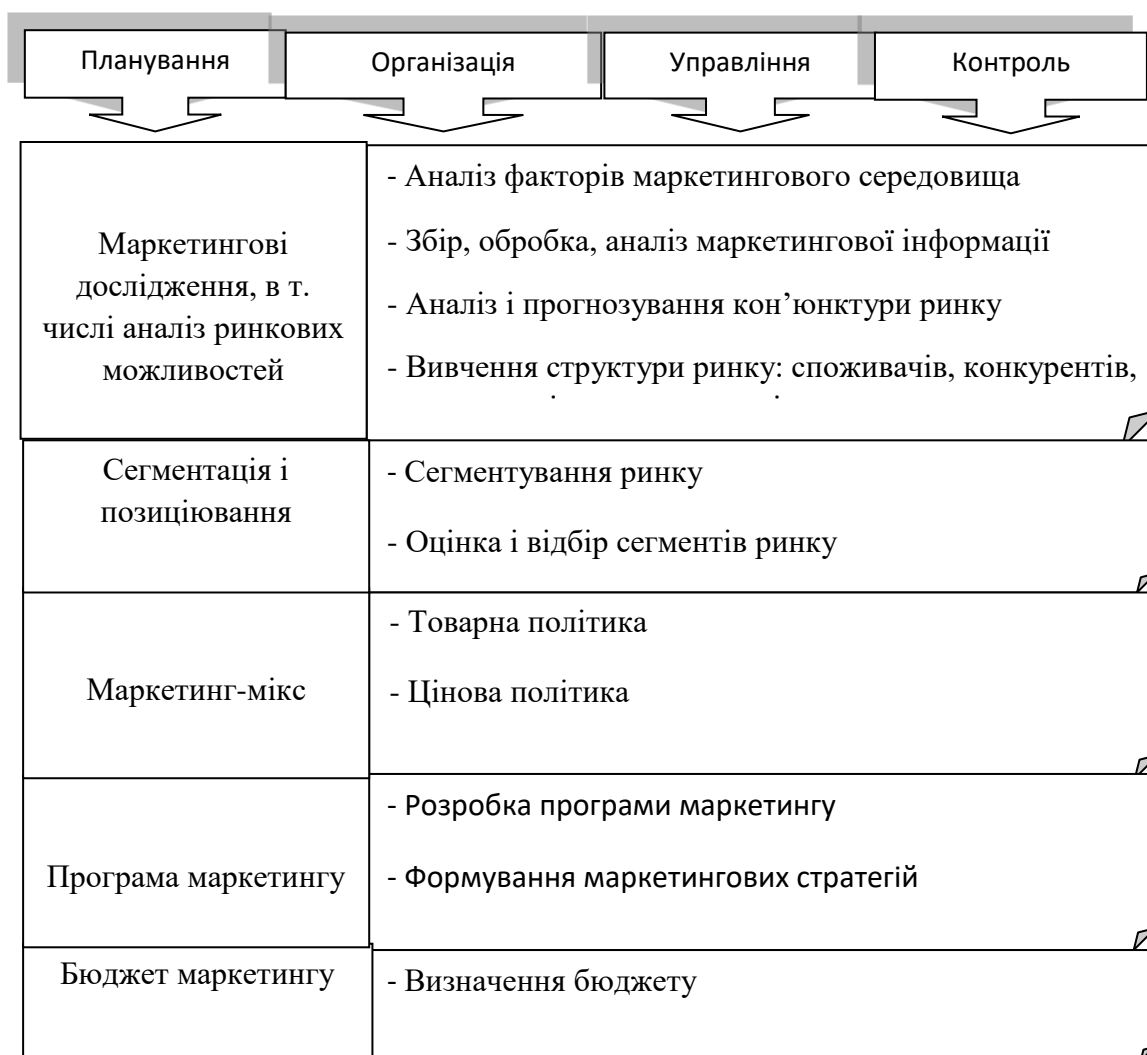 Планування
Організація
Управління
Контроль
Маркетингові
дослідження, в т.
числі аналіз ринкових
можливостей
- Аналіз факторів маркетингового середовища
- Збір, обробка, аналіз маркетингової інформації
- Аналіз і прогнозування кон’юнктури ринку
- Вивчення структури ринку: споживачів, конкурентів,
Сегментація і
позиціювання
- Сегментування ринку
- Оцінка і відбір сегментів ринку
Маркетинг-мікс
- Товарна політика
- Цінова політика
Програма маркетингу
- Розробка програми маркетингу
- Формування маркетингових стратегій
Бюджет маркетингу
- Визначення бюджету